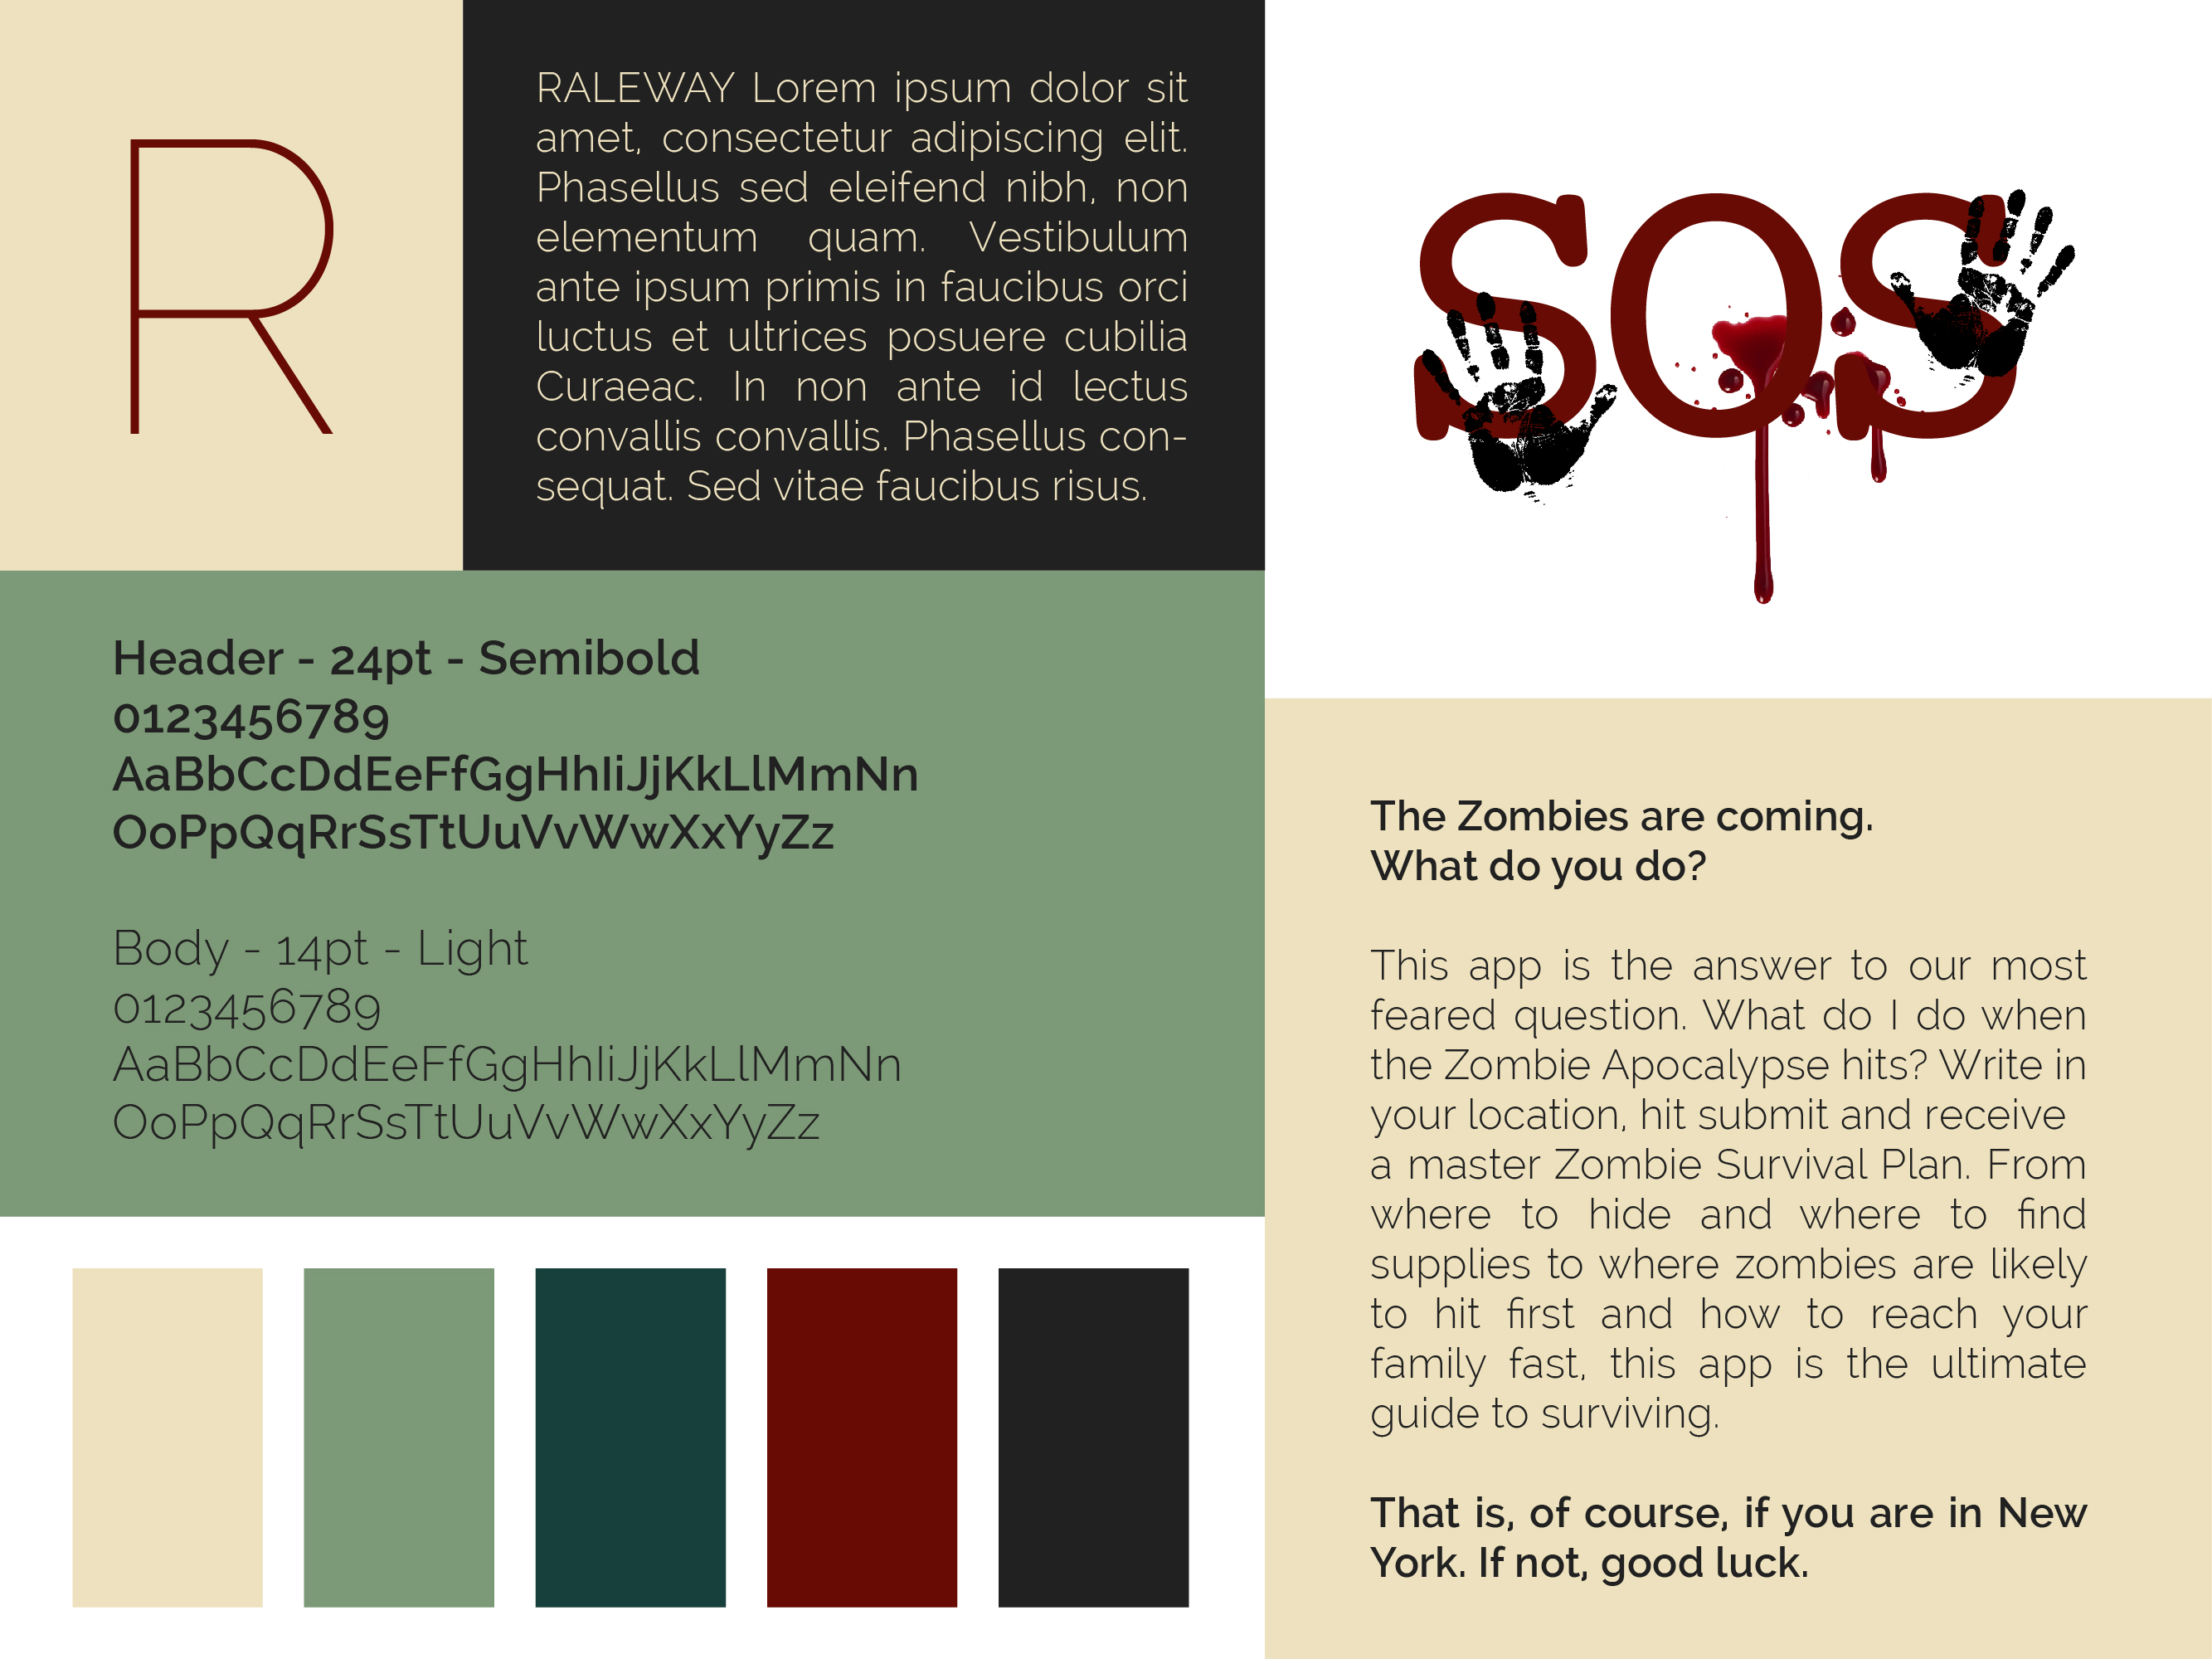 R
RALEWAY Lorem ipsum dolor sit
amet, consectetur adipiscing elit.
Phasellus sed eleifend nibh, non
elementum quam. Vestibulum
ante ipsum primis in faucibus orci
luctus et ultrices posuere cubilia
Curaeac. In non ante id lectus
convallis convallis. Phasellus con-
sequat. Sed vitae faucibus risus.
SOS
Header - 24pt - Semibold
0123456789
AaBbCcDdEeFfGgHhIiJjKkLlMmNn
OoPpQqRrSsTtUuVvWwXxYyZz
Body - 14pt - Light
0123456789
AaBbCcDdEeFfGgHhIiJjKkLlMmNn
OoPpQqRrSsTtUuVvWwXxYyZz
The Zombies are coming.
What do you do?
This app is the answer to our most
feared question. What do I do when
the Zombie Apocalypse hits? Write in
your location, hit submit and receive
a master Zombie Survival Plan. From
where to hide and where to find
supplies to where zombies are likely
to hit first and how to reach your
family fast, this app is the ultimate
guide to surviving.
That is, of course, if you are in New
York. If not, good luck.